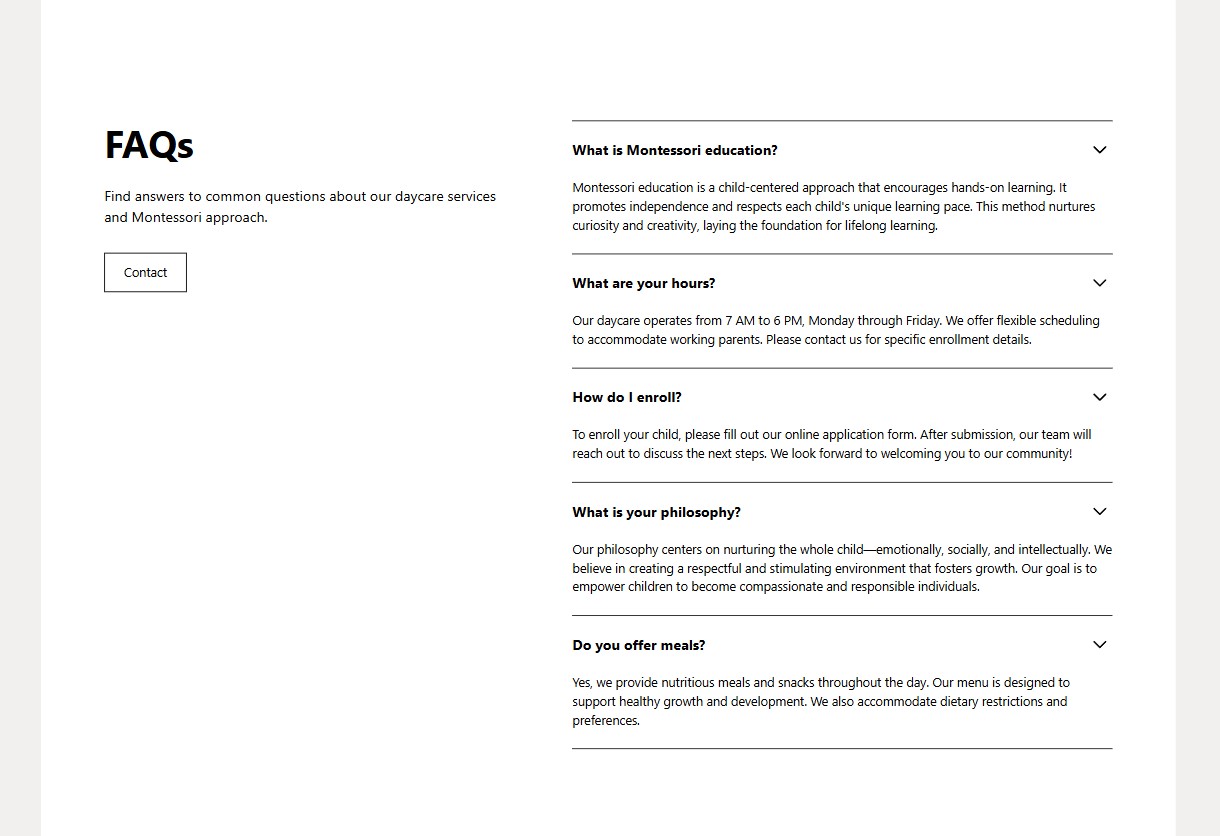 FAQs
Find answers to common questions about our daycare services
and Montessori approach.
Contact
What is Montessori education?
Montessori education is a child-centered approach that encourages hands-on learning. It
promotes independence and respects each child's unique learning pace. This method nurtures
curiosity and creativity, laying the foundation for lifelong learning.
What are your hours?
Our daycare operates from 7 AM to 6 PM, Monday through Friday. We offer flexible scheduling
to accommodate working parents. Please contact us for specific enrollment details.
How do I enroll?
To enroll your child, please fill out our online application form. After submission, our team will
reach out to discuss the next steps. We look forward to welcoming you to our community!
What is your philosophy?
Our philosophy centers on nurturing the whole child—emotionally, socially, and intellectually. We
believe in creating a respectful and stimulating environment that fosters growth. Our goal is to
empower children to become compassionate and responsible individuals.
Do you offer meals?
Yes, we provide nutritious meals and snacks throughout the day. Our menu is designed to
support healthy growth and development. We also accommodate dietary restrictions and
preferences.